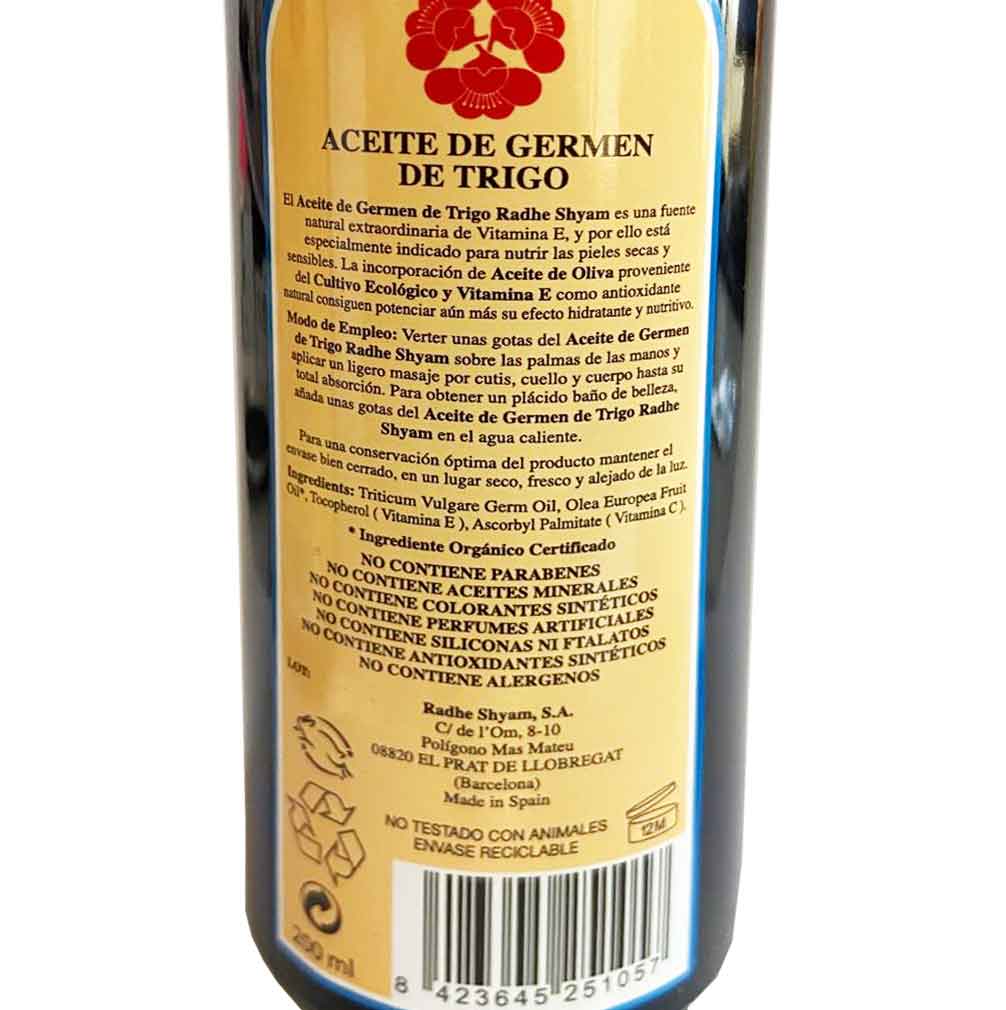 ACEITE DE GERMEN
DE TRIGO
El Aceite de Germen de Trigo Radhe Shyam es una fuente
natural extraordinaria de Vitamina E, y por ello está
especialmente indicado para nutrir las pieles secas y
sensibles. La incorporación de Aceite de Oliva proveniente
del Cultivo Ecológico y Vitamina E como antioxidante
natural consiguen potenciar aún más su efecto hidratante y nutritivo.
Modo de Empleo: Verter unas gotas del Aceite de Germen
de Trigo Radhe Shyam sobre las palmas de las manos y
aplicar un ligero masaje por cutis, cuello y cuerpo hasta su
total absorción. Para obtener un plácido baño de belleza,
añada unas gotas del Aceite de Germen de Trigo Radhe
Shyam en el agua caliente.
Para una conservación óptima del producto mantener el
envase bien cerrado, en un lugar seco, fresco y alejado de la luz.
Ingredients: Triticum Vulgare Germ Oil, Olea Europea Fruit
Oil*, Tocopherol ( Vitamina E ), Ascorbyl Palmitate ( Vitamina C ).
* Ingrediente Orgánico Certificado
NO CONTIENE PARABENES
NO CONTIENE ACEITES MINERALES
NO CONTIENE COLORANTES SINTÉTICOS
NO CONTIENE PERFUMES ARTIFICIALES
NO CONTIENE SILICONAS NI FTALATOS
NO CONTIENE ANTIOXIDANTES SINTÉTICOS
NO CONTIENE ALERGENOS
LOT:
Radhe Shyam, S.A.
C/ de l'Om, 8-10
Polígono Mas Mateu
08820 EL PRAT DE LLOBREGAT
(Barcelona)
Made in Spain
NO TESTADO CON ANIMALES
ENVASE RECICLABLE
12M
ml
8 423645 251057